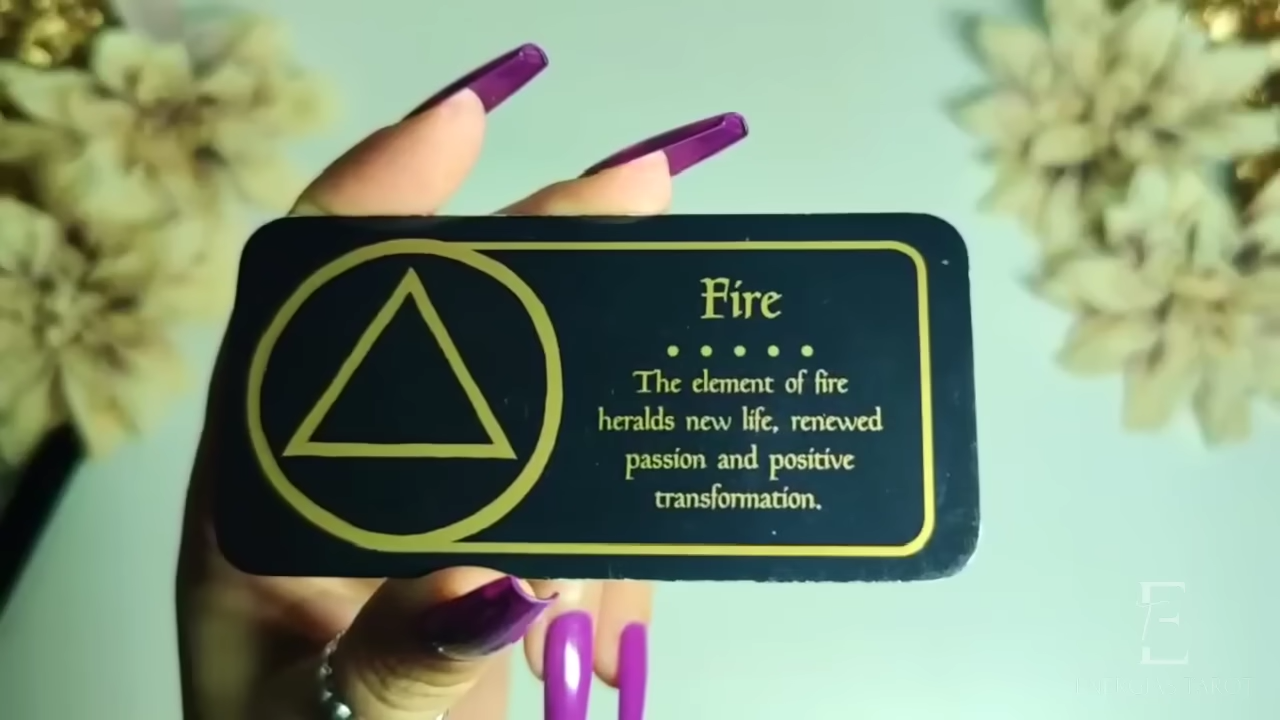 Fire
The element of fire
heralds new life, renewed
passion and positive
transformation.
E